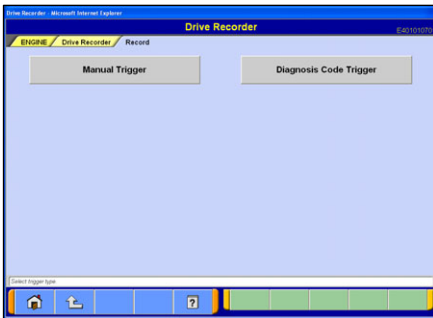 Drive Recorder - Microsoft Internet Explorer
Drive Recorder
E40101070
ENGINE Drive Recorder Record
Manual Trigger Diagnosis Code Trigger
Select trigger type.
?